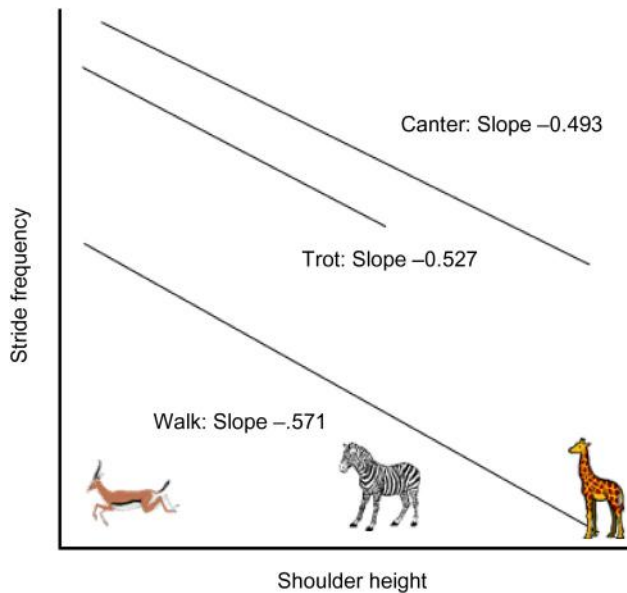 Canter: Slope –0.493
Trot: Slope –0.527
Walk: Slope –.571
Stride frequency
Shoulder height